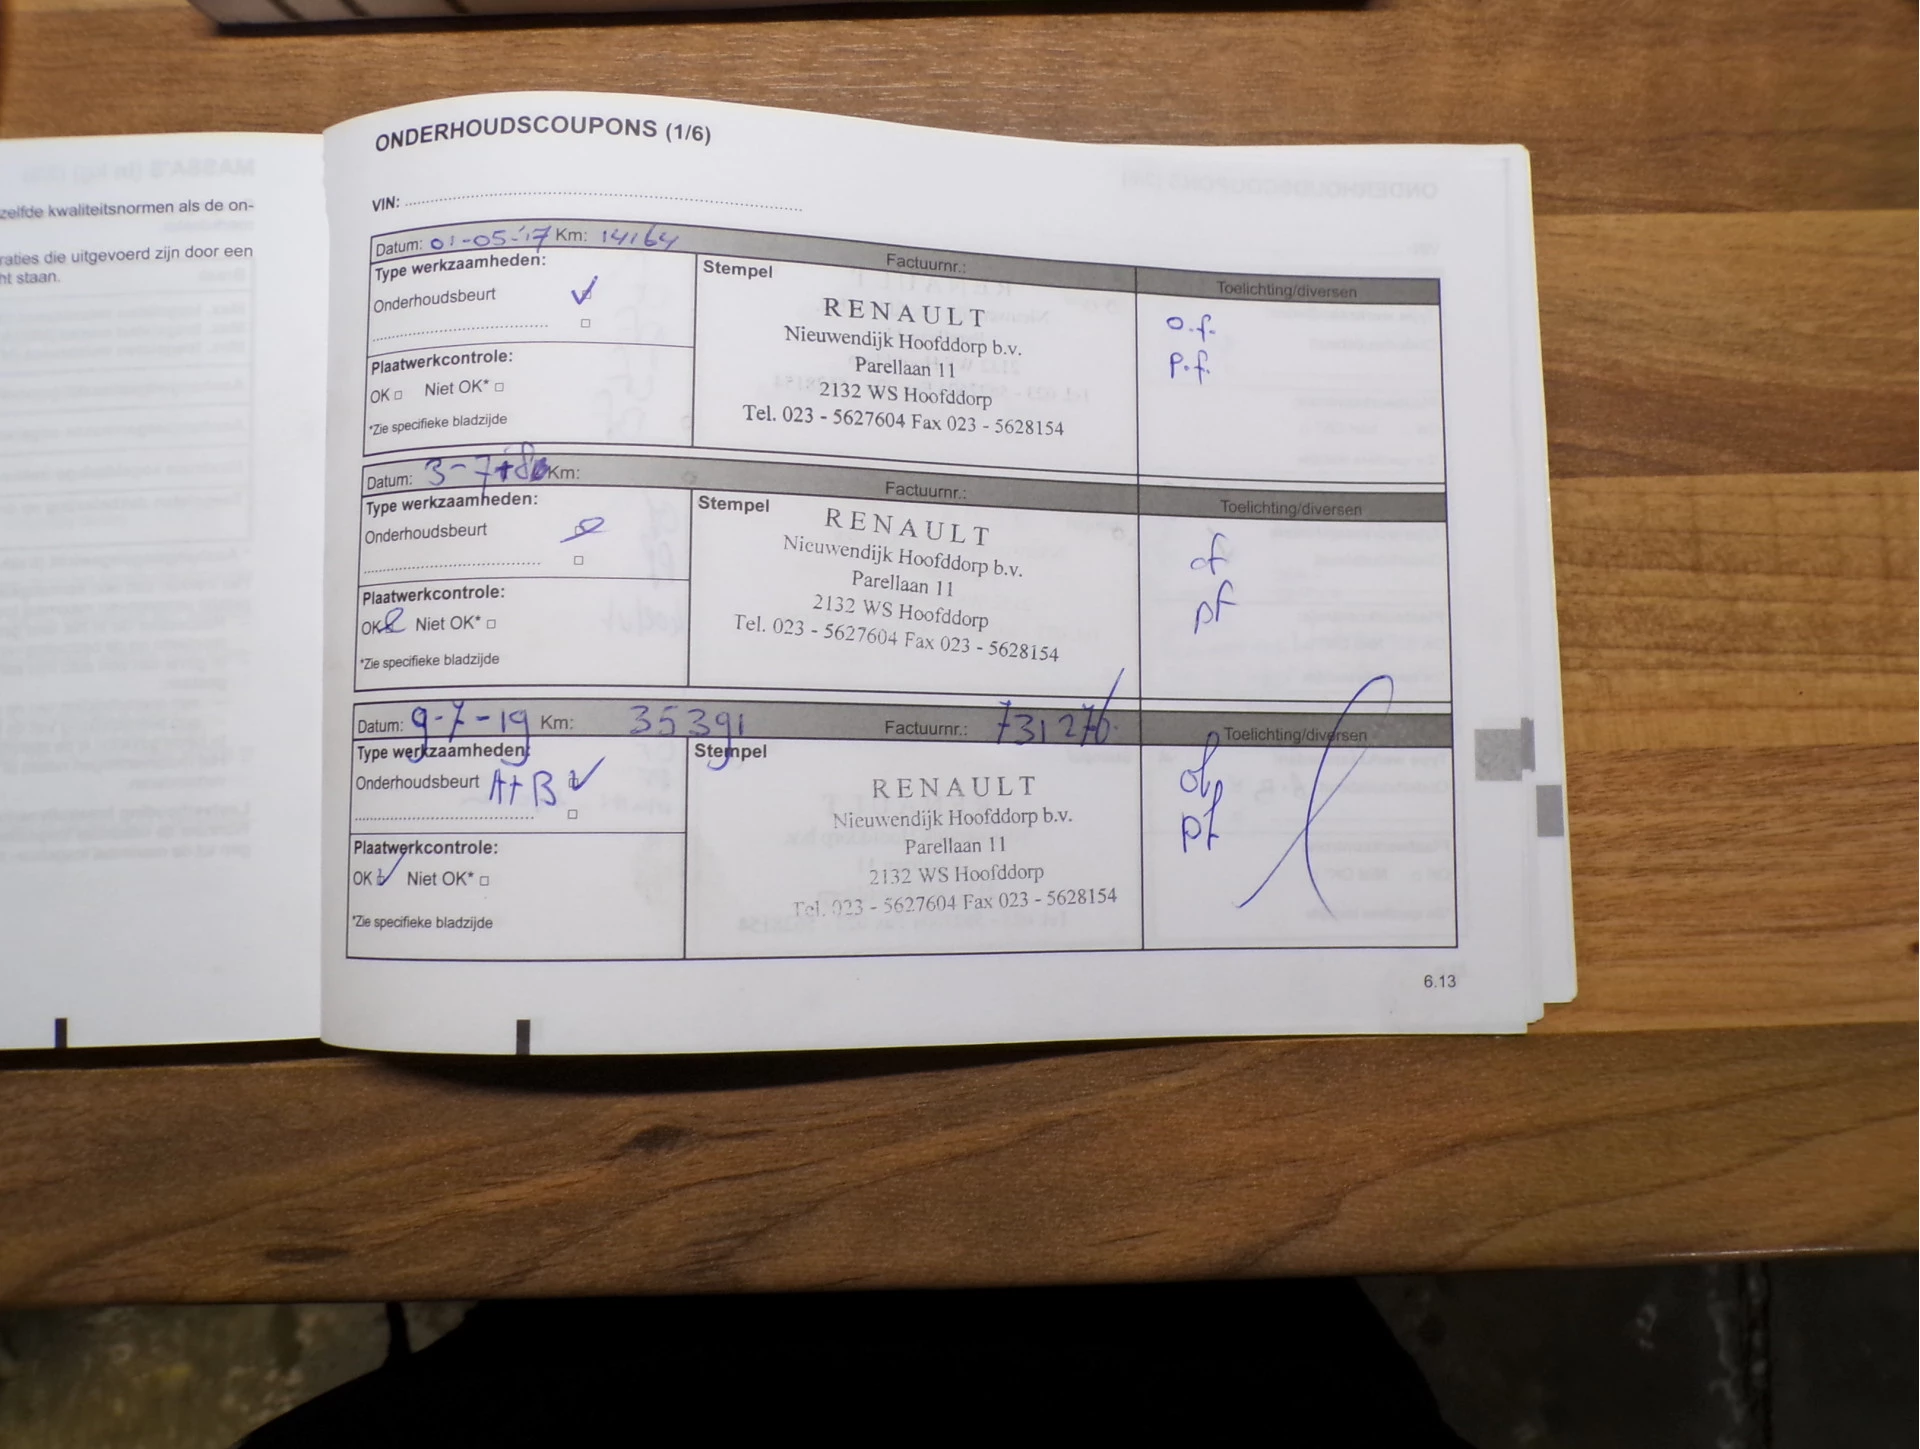 zelfde kwaliteitsnormen als de on-
raties die uitgevoerd zijn door een
ht staan.
ONDERHOUDSCOUPONS (1/6)
VIN:
Datum: 01-05-'17 Km: 14164 Factuurnr.:
Type werkzaamheden:
Onderhoudsbeurt
Plaatwerkcontrole:
OK Niet OK*
*Zie specifieke bladzijde
Stempel
RENAULT
Nieuwendijk Hoofddorp b.v.
Parellaan 11
2132 WS Hoofddorp
Tel. 023 - 5627604 Fax 023 - 5628154
Toelichting/diversen
o.f.
p.f.
Datum: 3-7-18 Km: Factuurnr.:
Type werkzaamheden:
Onderhoudsbeurt
Plaatwerkcontrole:
OK Niet OK*
*Zie specifieke bladzijde
Stempel
RENAULT
Nieuwendijk Hoofddorp b.v.
Parellaan 11
2132 WS Hoofddorp
Tel. 023 - 5627604 Fax 023 - 5628154
Toelichting/diversen
of
pf
Datum: 9-7-19 Km: 35391 Factuurnr.: 731276
Type werkzaamheden:
Onderhoudsbeurt A+B
Plaatwerkcontrole:
OK Niet OK*
*Zie specifieke bladzijde
Stempel
RENAULT
Nieuwendijk Hoofddorp b.v.
Parellaan 11
2132 WS Hoofddorp
Tel. 023 - 5627604 Fax 023 - 5628154
Toelichting/diversen
of
pf
6.13